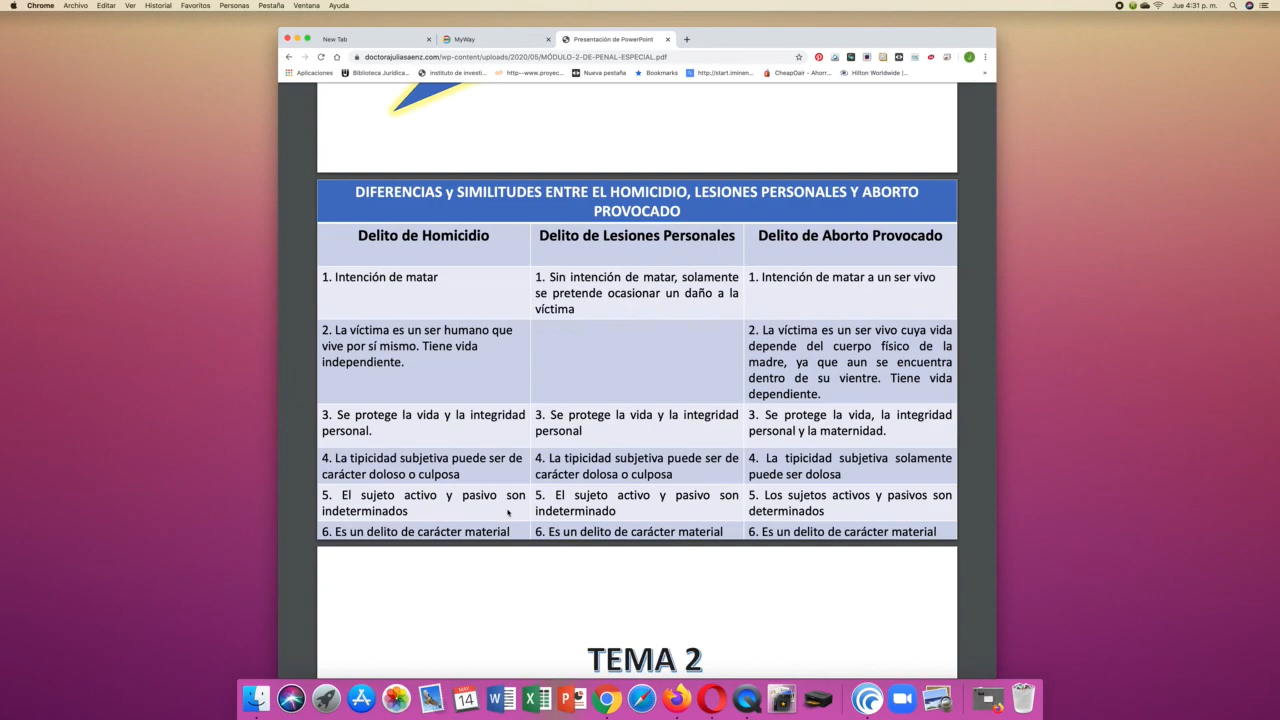 Chrome Archivo Editar Ver Historial Favoritos Personas Pestaña Ventana Ayuda
Jue 4:31 p. m.
New Tab
MyWay
Presentación de PowerPoint
doctorajuliasaenz.com/wp-content/uploads/2020/05/MÓDULO-2-DE-PENAL-ESPECIAL.pdf
Aplicaciones
Biblioteca Jurídica...
instituto de investi...
http--www.proyec...
Nueva pestaña
Bookmarks
http://start.iminen...
CheapOair - Ahorr...
Hilton Worldwide |...
DIFERENCIAS y SIMILITUDES ENTRE EL HOMICIDIO, LESIONES PERSONALES Y ABORTO
PROVOCADO
Delito de Homicidio
Delito de Lesiones Personales
Delito de Aborto Provocado
1. Intención de matar
1. Sin intención de matar, solamente
se pretende ocasionar un daño a la
víctima
1. Intención de matar a un ser vivo
2. La víctima es un ser humano que
vive por sí mismo. Tiene vida
independiente.
2. La víctima es un ser vivo cuya vida
depende del cuerpo físico de la
madre, ya que aun se encuentra
dentro de su vientre. Tiene vida
dependiente.
3. Se protege la vida y la integridad
personal.
3. Se protege la vida y la integridad
personal
3. Se protege la vida, la integridad
personal y la maternidad.
4. La tipicidad subjetiva puede ser de
carácter doloso o culposa
4. La tipicidad subjetiva puede ser de
carácter dolosa o culposa
4. La tipicidad subjetiva solamente
puede ser dolosa
5. El sujeto activo y pasivo son
indeterminados
5. El sujeto activo y pasivo son
indeterminado
5. Los sujetos activos y pasivos son
determinados
6. Es un delito de carácter material
6. Es un delito de carácter material
6. Es un delito de carácter material
TEMA 2